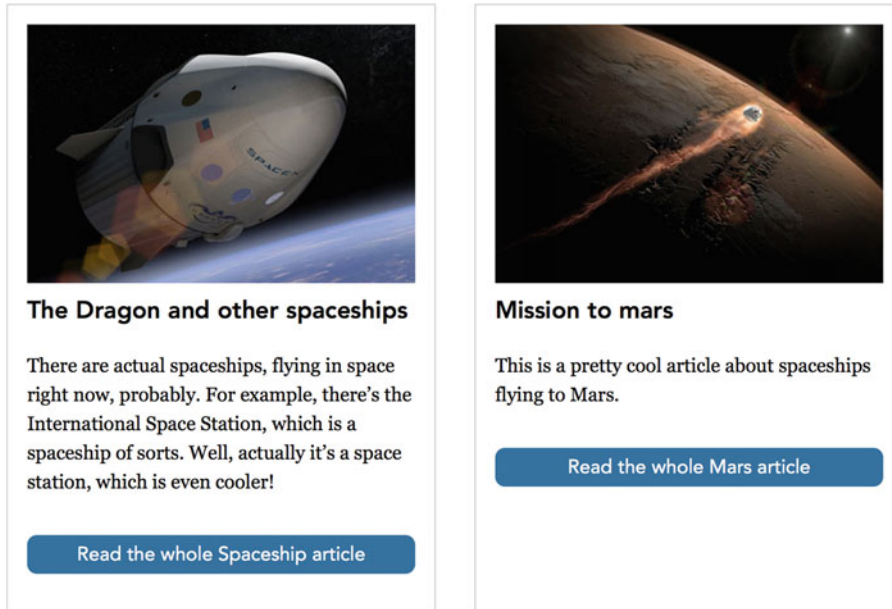 SPACEX
The Dragon and other spaceships
There are actual spaceships, flying in space
right now, probably. For example, there’s the
International Space Station, which is a
spaceship of sorts. Well, actually it’s a space
station, which is even cooler!
Read the whole Spaceship article
Mission to mars
This is a pretty cool article about spaceships
flying to Mars.
Read the whole Mars article